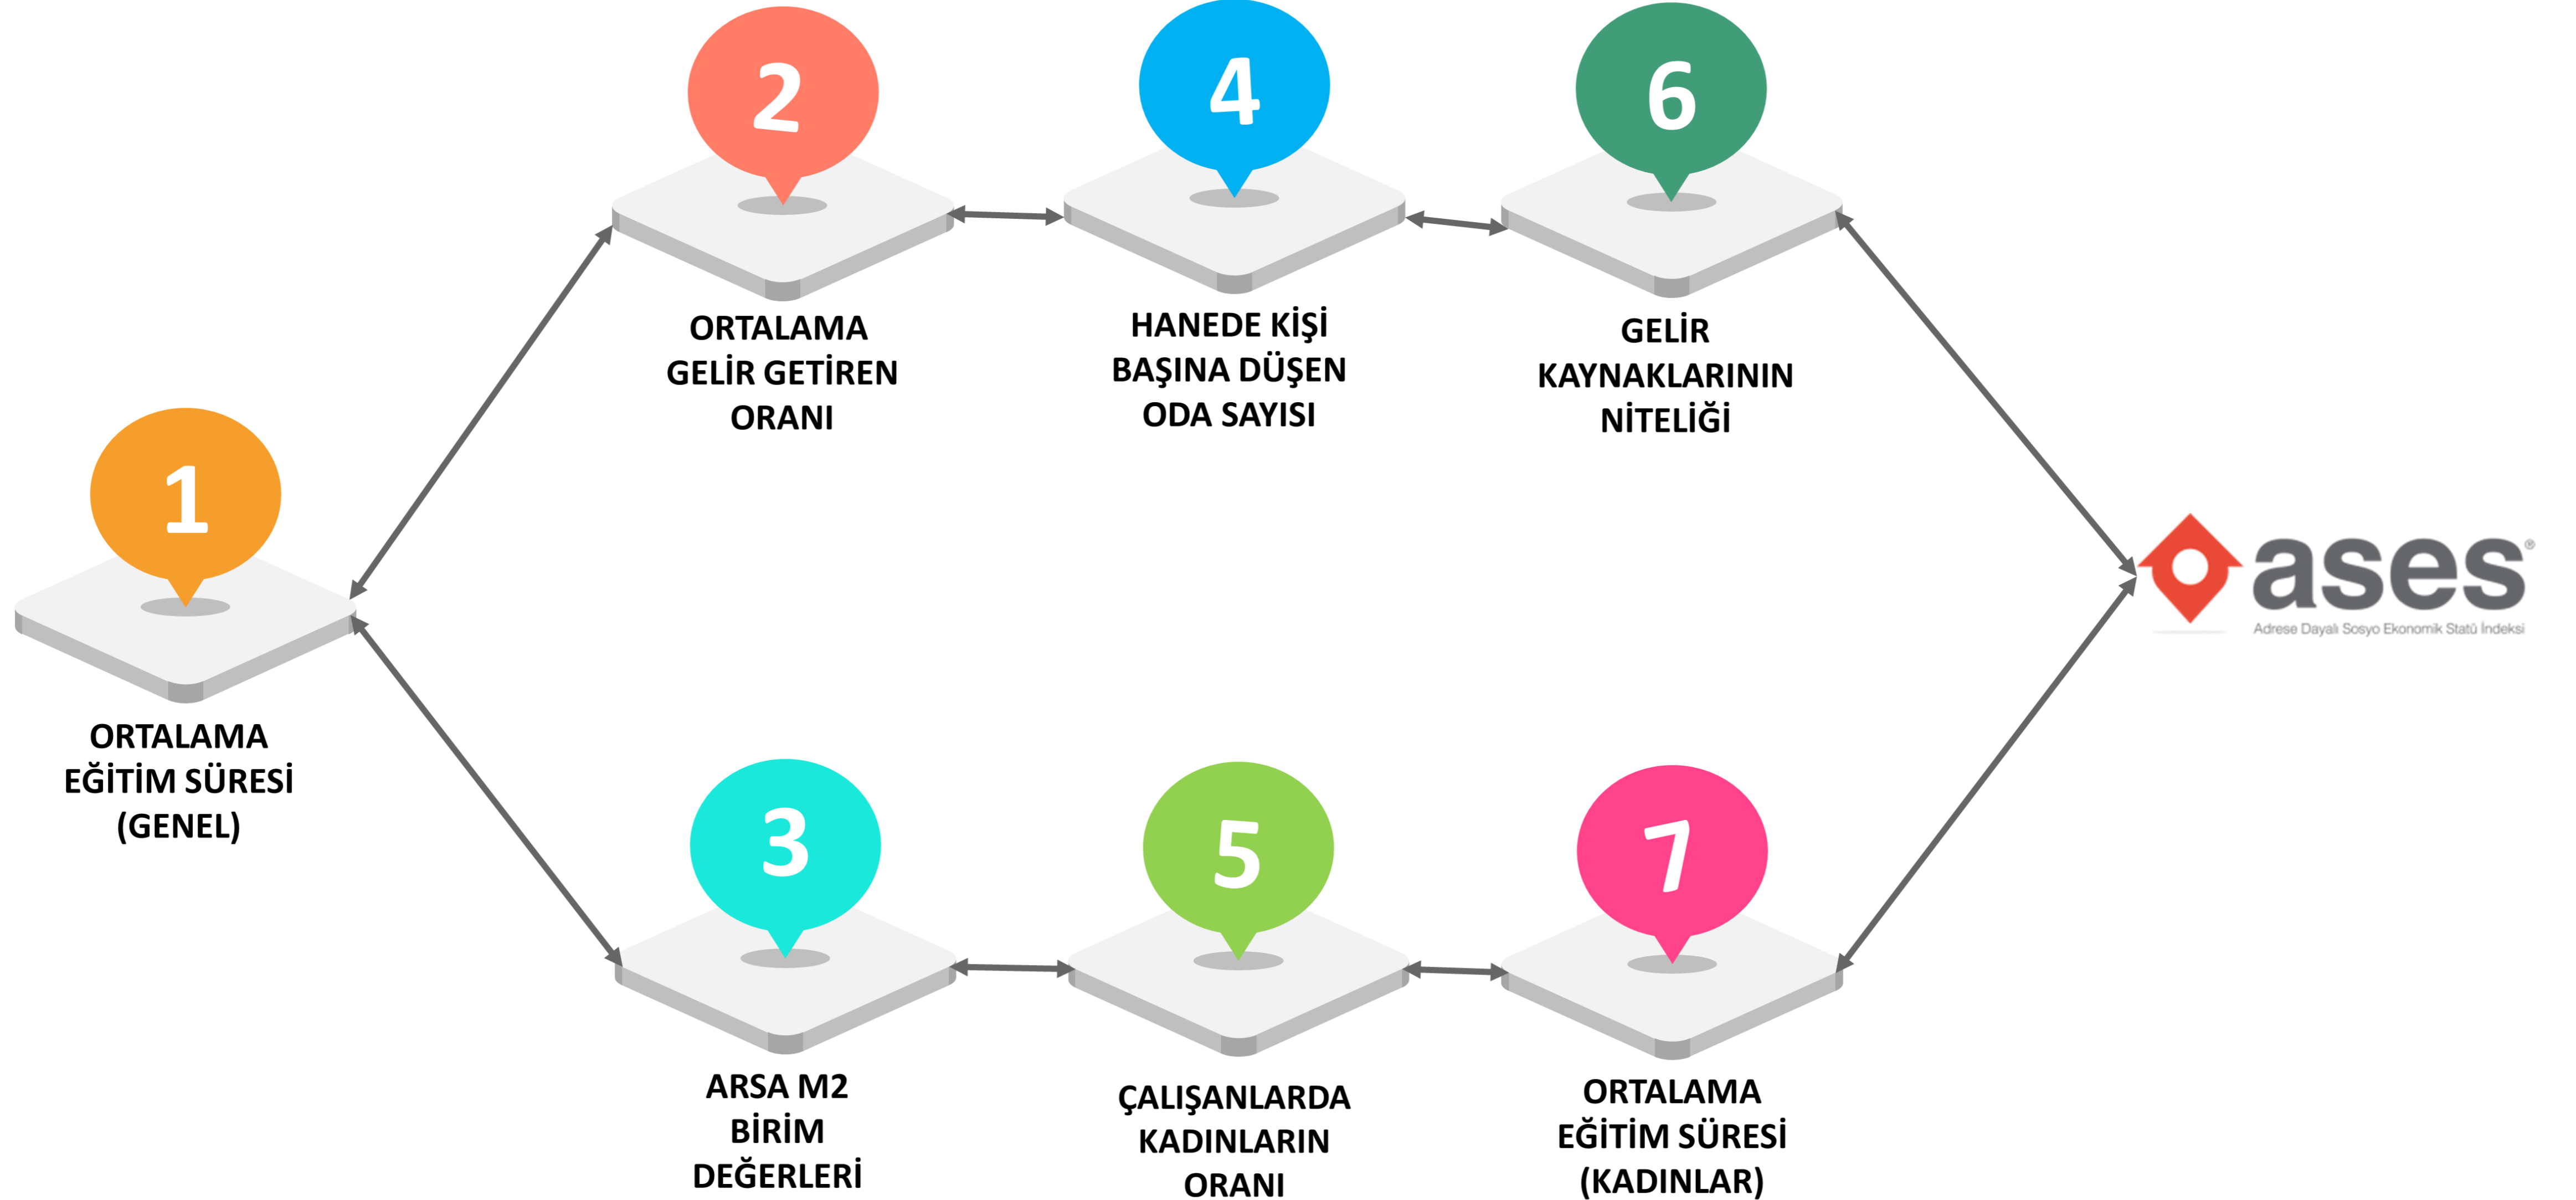 1
ORTALAMA
EĞİTİM SÜRESİ
(GENEL)
2
ORTALAMA
GELİR GETİREN
ORANI
3
ARSA M2
BİRİM
DEĞERLERİ
4
HANEDE KİŞİ
BAŞINA DÜŞEN
ODA SAYISI
5
ÇALIŞANLARDA
KADINLARIN
ORANI
6
GELİR
KAYNAKLARININ
NİTELİĞİ
7
ORTALAMA
EĞİTİM SÜRESİ
(KADINLAR)
ases®
Adrese Dayalı Sosyo Ekonomik Statü İndeksi